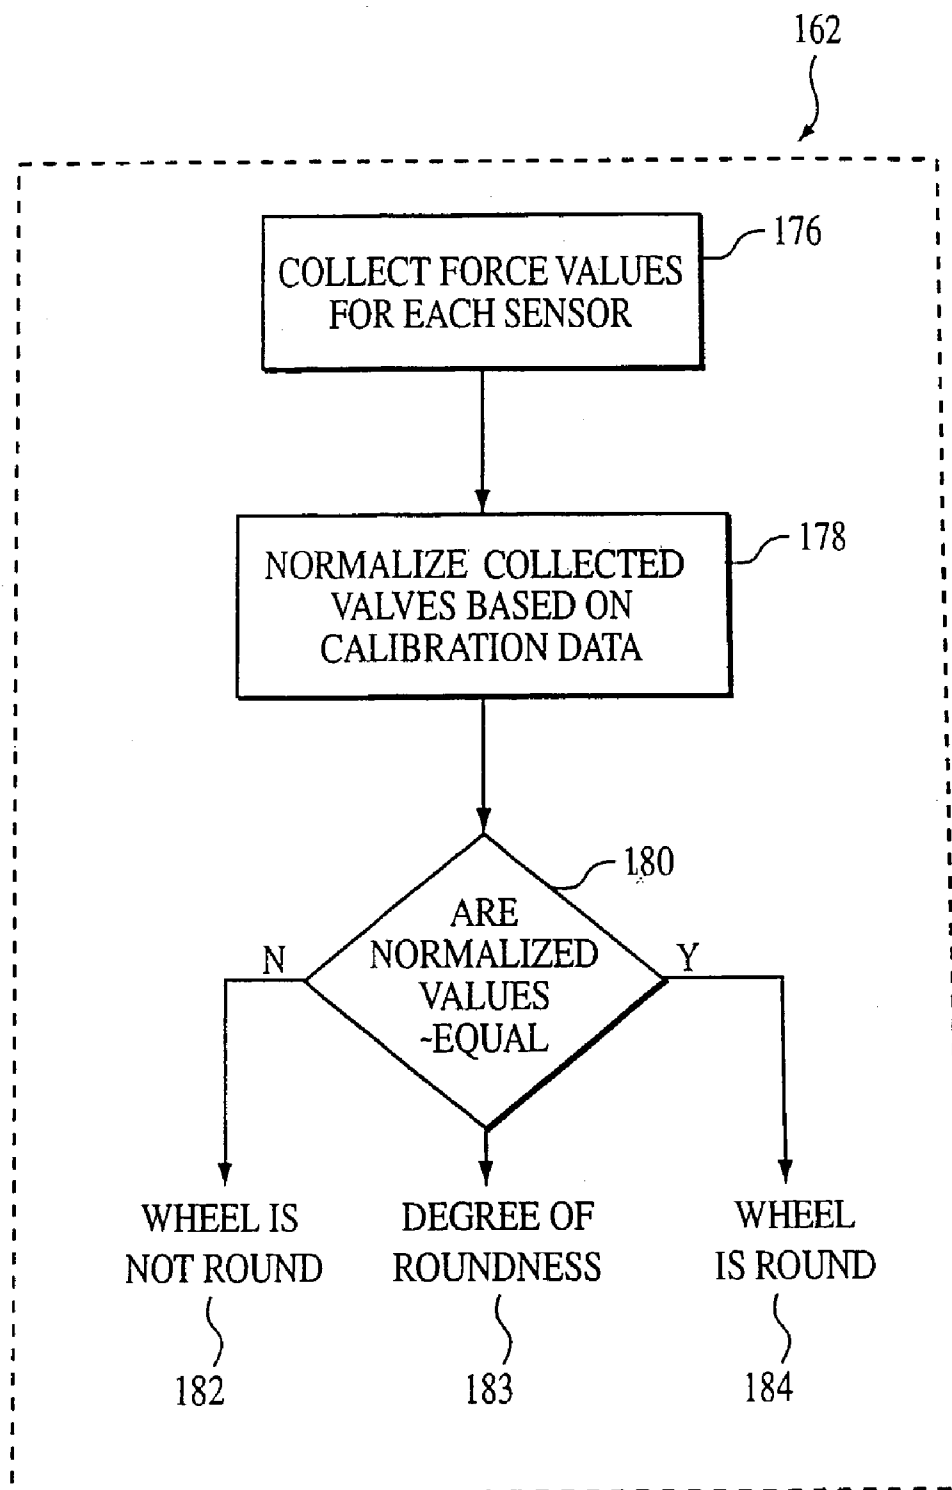 162
176
COLLECT FORCE VALUES
FOR EACH SENSOR
178
NORMALIZE COLLECTED
VALVES BASED ON
CALIBRATION DATA
180
ARE
NORMALIZED
VALUES
~EQUAL
N
Y
WHEEL IS
NOT ROUND
DEGREE OF
ROUNDNESS
WHEEL
IS ROUND
182
183
184